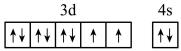 3d 4s
↑↓ ↑↓ ↑↓ ↑ ↑ ↑↓